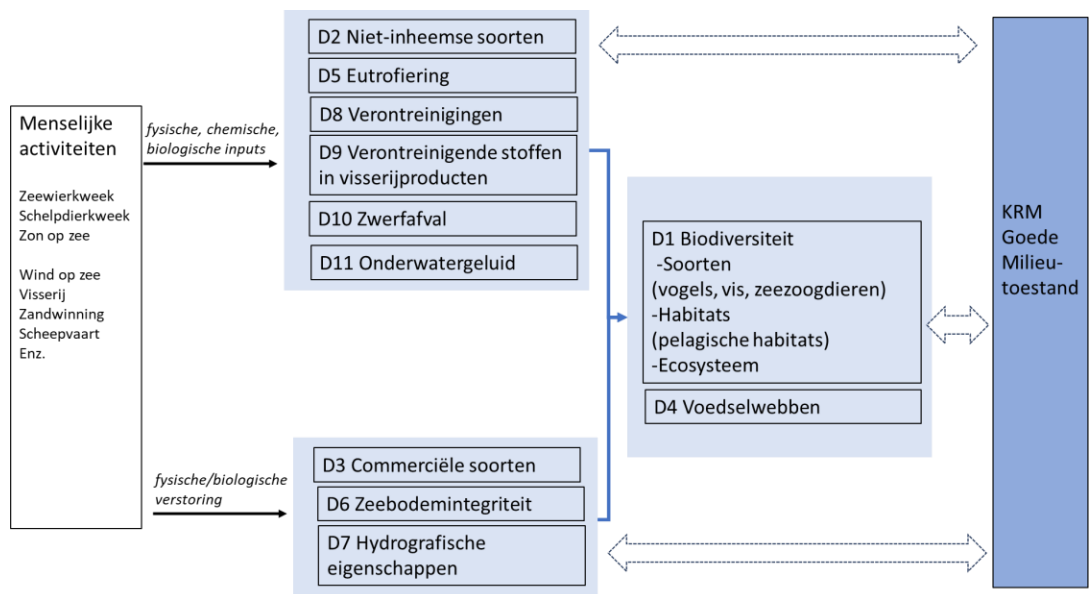 Menselijke
activiteiten
Zeewierkweek
Schelpdierkweek
Zon op zee
Wind op zee
Visserij
Zandwinning
Scheepvaart
Enz.
fysische, chemische,
biologische inputs
fysische/biologische
verstoring
D2 Niet-inheemse soorten
D5 Eutrofiering
D8 Verontreinigingen
D9 Verontreinigende stoffen
in visserijproducten
D10 Zwerfafval
D11 Onderwatergeluid
D3 Commerciële soorten
D6 Zeebodemintegriteit
D7 Hydrografische
eigenschappen
D1 Biodiversiteit
-Soorten
(vogels, vis, zeezoogdieren)
-Habitats
(pelagische habitats)
-Ecosysteem
D4 Voedselwebben
KRM
Goede
Milieu-
toestand